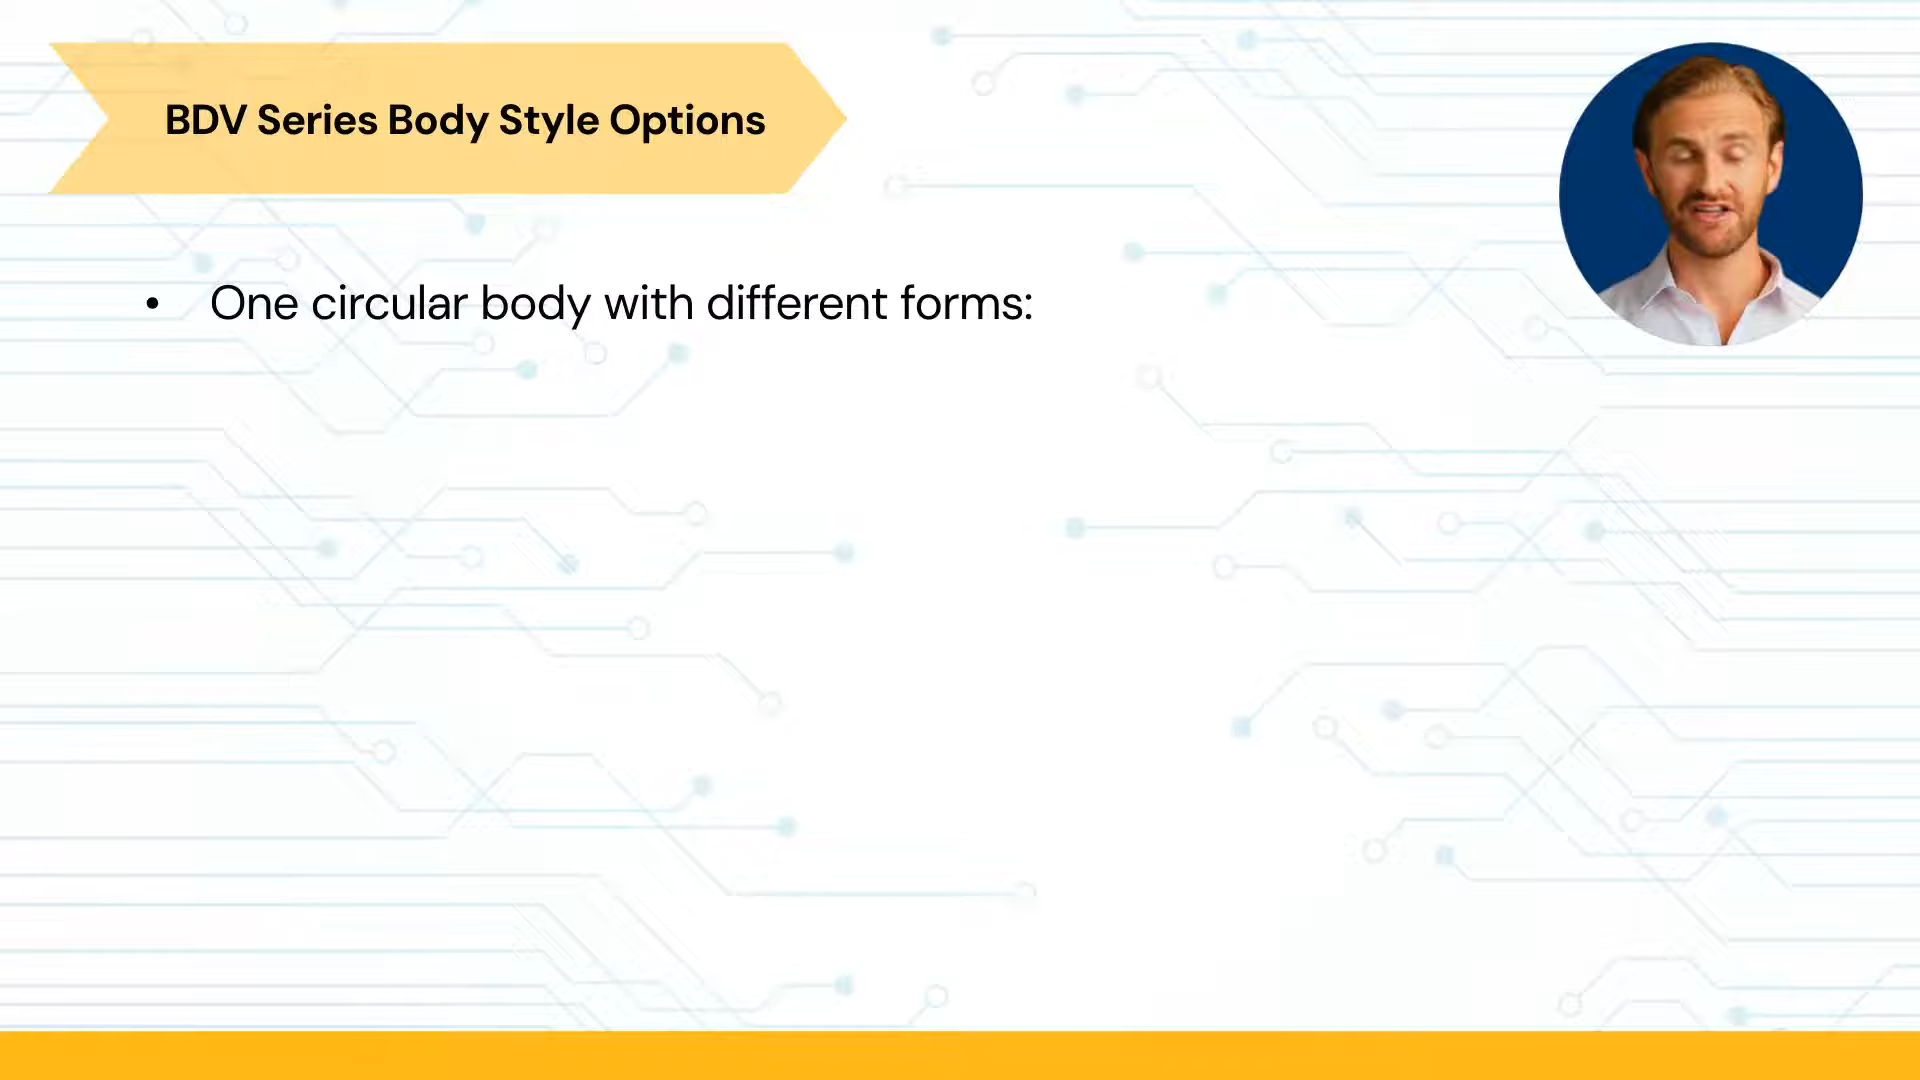 BDV Series Body Style Options
• One circular body with different forms: